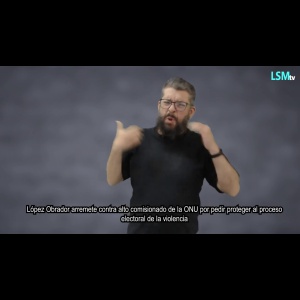 LSMtv
López Obrador arremete contra alto comisionado de la ONU por pedir proteger al proceso
electoral de la violencia